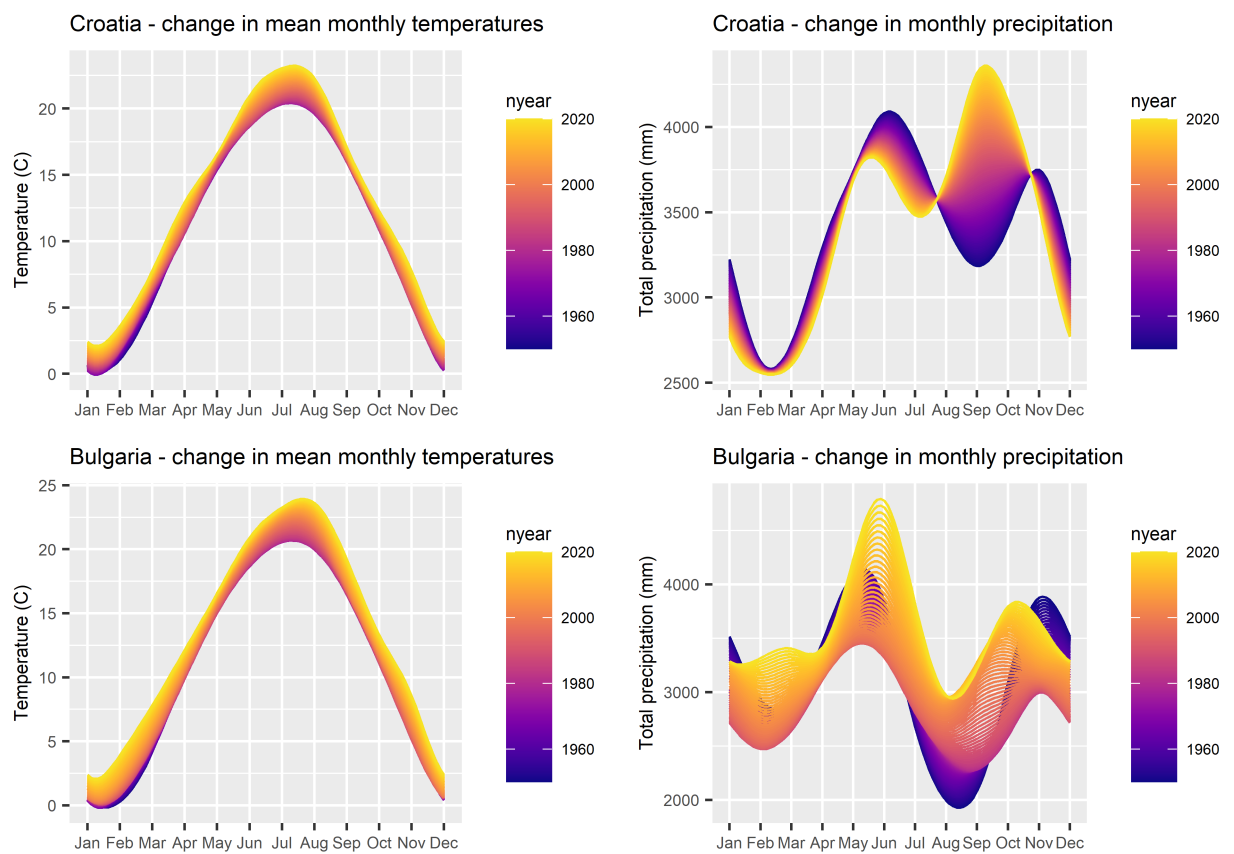 Croatia - change in mean monthly temperatures
Temperature (C)
20
15
10
5
0
Jan Feb Mar Apr May Jun Jul Aug Sep Oct Nov Dec
nyear
2020
2000
1980
1960
Croatia - change in monthly precipitation
Total precipitation (mm)
4000
3500
3000
2500
Jan Feb Mar Apr May Jun Jul Aug Sep Oct Nov Dec
nyear
2020
2000
1980
1960
Bulgaria - change in mean monthly temperatures
Temperature (C)
25
20
15
10
5
0
Jan Feb Mar Apr May Jun Jul Aug Sep Oct Nov Dec
nyear
2020
2000
1980
1960
Bulgaria - change in monthly precipitation
Total precipitation (mm)
4000
3000
2000
Jan Feb Mar Apr May Jun Jul Aug Sep Oct Nov Dec
nyear
2020
2000
1980
1960